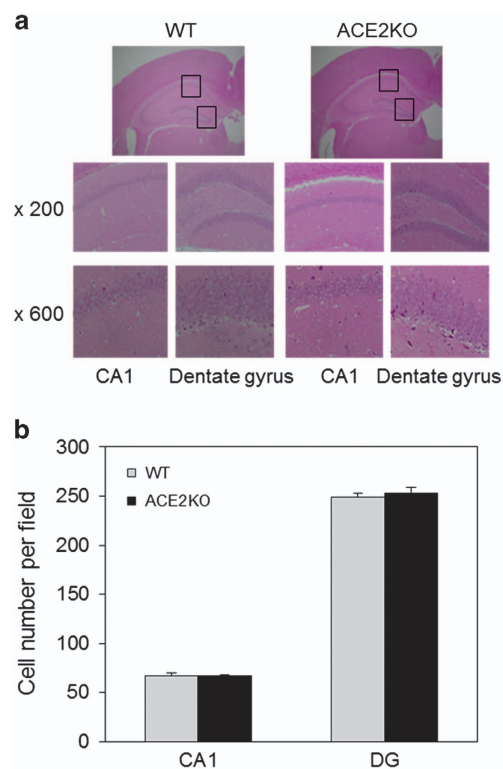 a
WT ACE2KO
x 200
x 600
CA1 Dentate gyrus CA1 Dentate gyrus
b
Cell number per field
300
250
200
150
100
50
0
WT
ACE2KO
CA1 DG